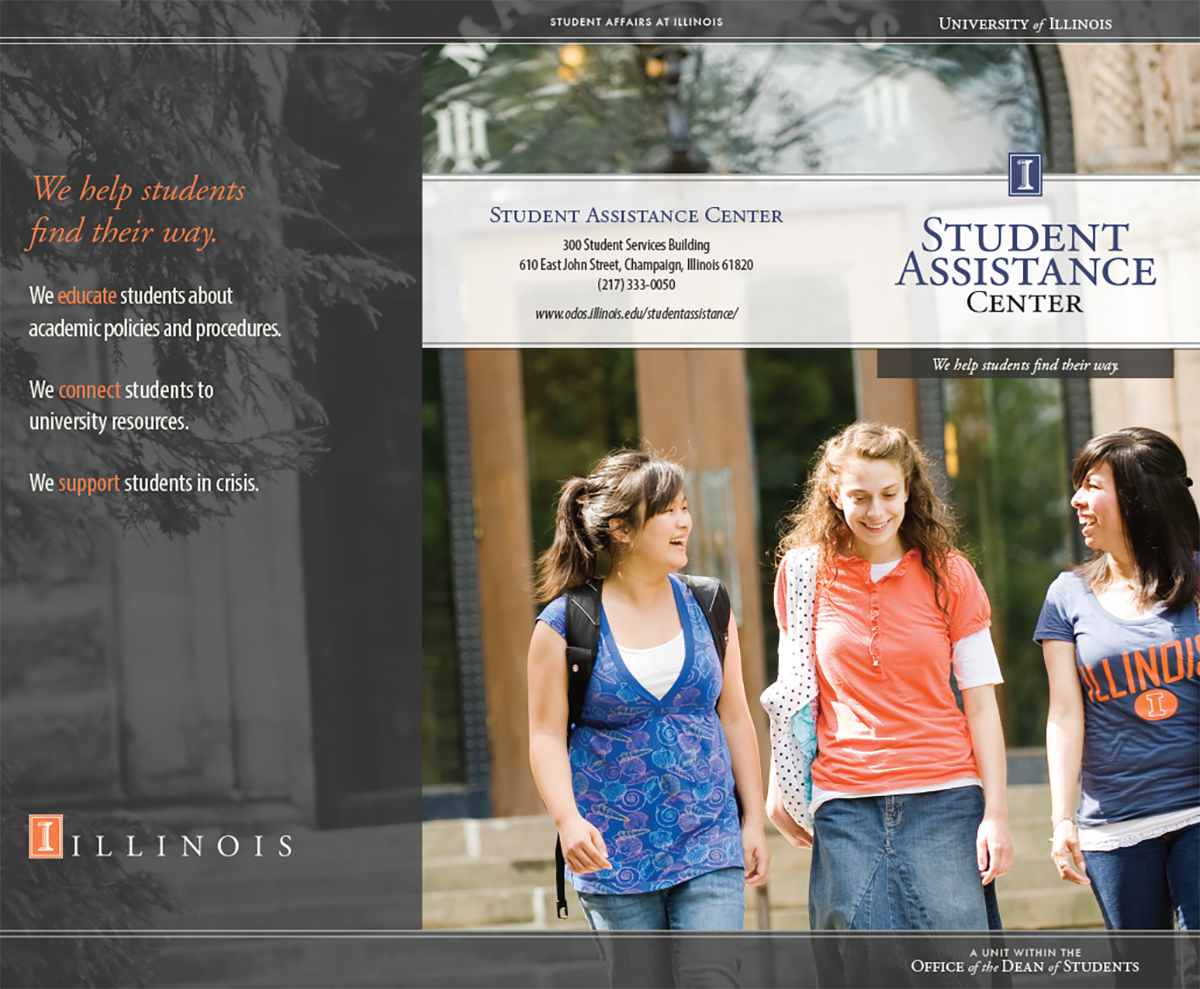 STUDENT AFFAIRS AT ILLINOIS
UNIVERSITY of ILLINOIS
We help students
find their way.
We educate students about
academic policies and procedures.
We connect students to
university resources.
We support students in crisis.
I ILLINOIS
STUDENT ASSISTANCE CENTER
300 Student Services Building
610 East John Street, Champaign, Illinois 61820
(217) 333-0050
www.odos.illinois.edu/studentassistance/
I
STUDENT
ASSISTANCE
CENTER
We help students find their way.
ILLINOIS
I
A UNIT WITHIN THE
OFFICE of the DEAN of STUDENTS